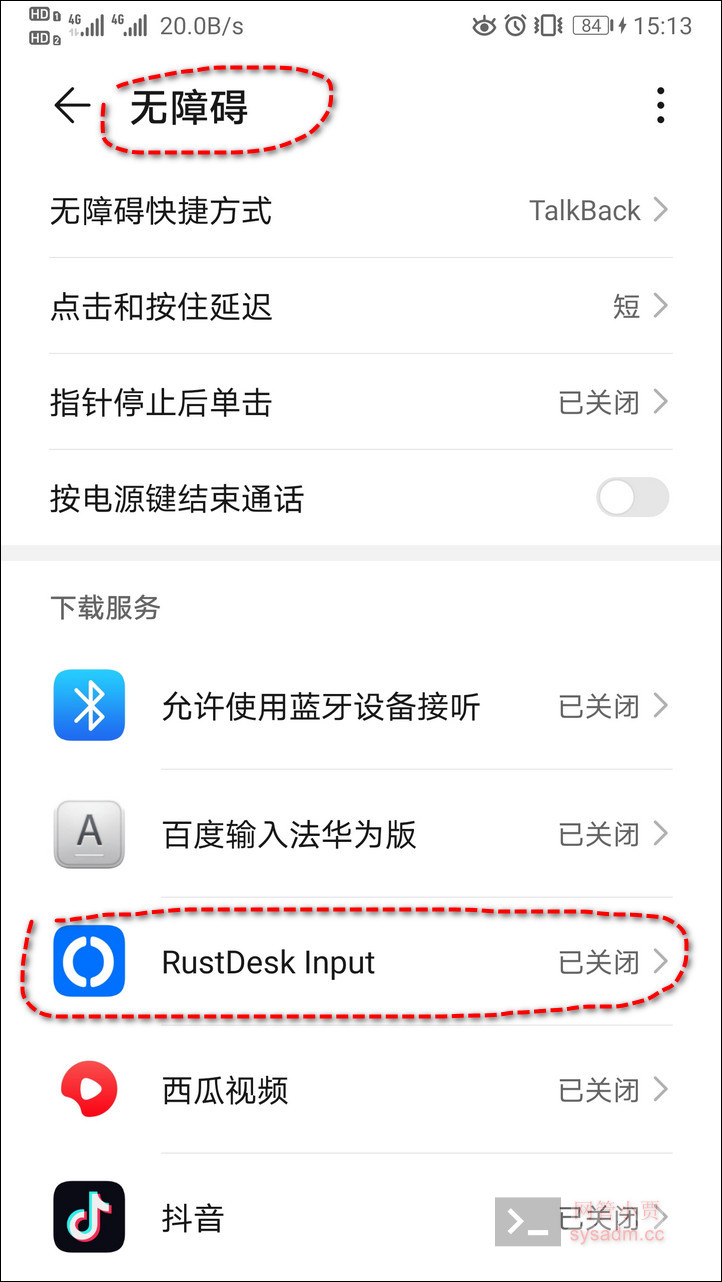 HD 1 4G 4G 20.0B/s 84 15:13
HD 2
无障碍
无障碍快捷方式 TalkBack
点击和按住延迟 短
指针停止后单击 已关闭
按电源键结束通话
下载服务
允许使用蓝牙设备接听 已关闭
A 百度输入法华为版 已关闭
RustDesk Input 已关闭
西瓜视频 已关闭
抖音 已关闭
网管小贾
sysadm.cc